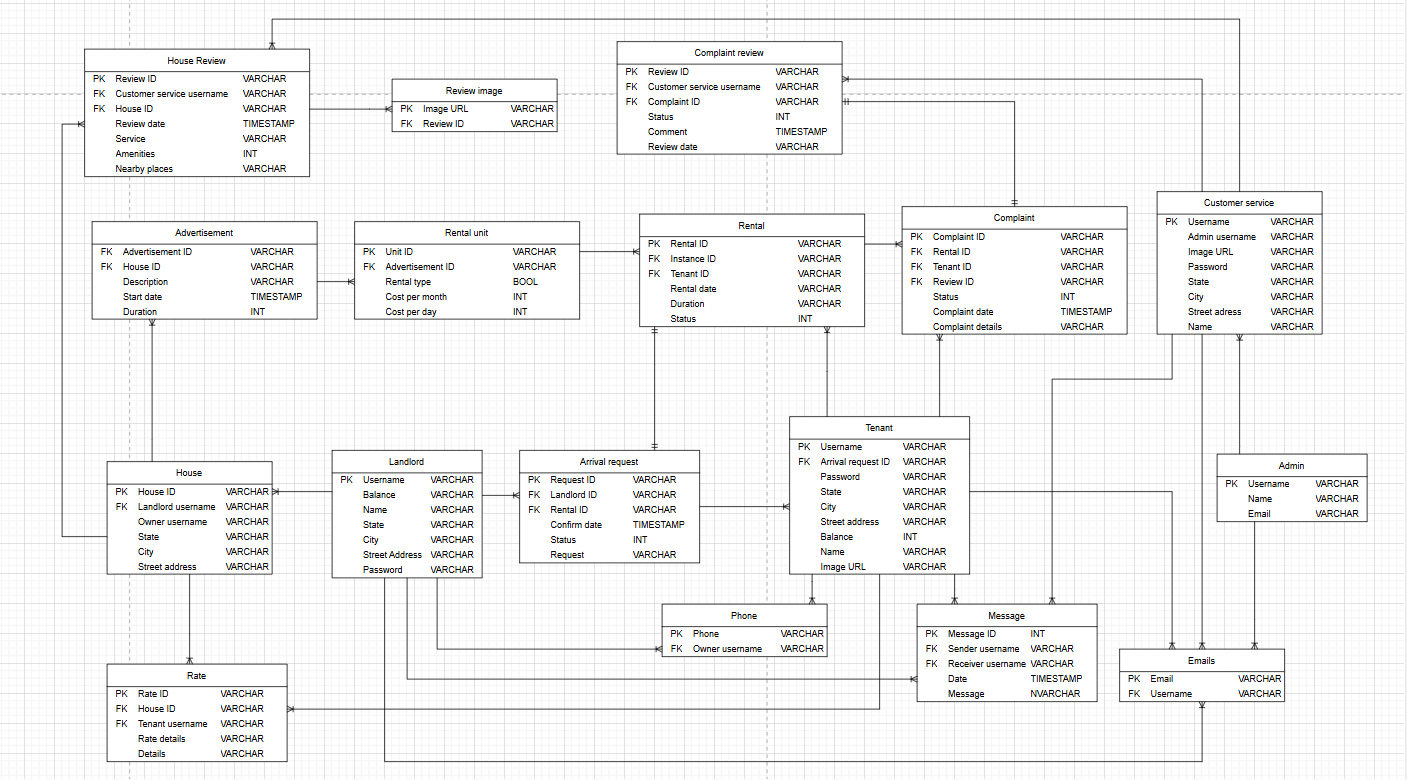 House Review
PK Review ID VARCHAR
FK Customer service username VARCHAR
FK House ID VARCHAR
Review date TIMESTAMP
Service VARCHAR
Amenities INT
Nearby places VARCHAR
Review image
PK Image URL VARCHAR
FK Review ID VARCHAR
Complaint review
PK Review ID VARCHAR
FK Customer service username VARCHAR
FK Complaint ID VARCHAR
Status INT
Comment TIMESTAMP
Review date VARCHAR
Advertisement
FK Advertisement ID VARCHAR
FK House ID VARCHAR
Description VARCHAR
Start date TIMESTAMP
Duration INT
Rental unit
PK Unit ID VARCHAR
FK Advertisement ID VARCHAR
Rental type BOOL
Cost per month INT
Cost per day INT
Rental
PK Rental ID VARCHAR
FK Instance ID VARCHAR
FK Tenant ID VARCHAR
Rental date VARCHAR
Duration VARCHAR
Status INT
Complaint
PK Complaint ID VARCHAR
FK Rental ID VARCHAR
FK Tenant ID VARCHAR
FK Review ID VARCHAR
Status INT
Complaint date TIMESTAMP
Complaint details VARCHAR
Customer service
PK Username VARCHAR
Admin username VARCHAR
Image URL VARCHAR
Password VARCHAR
State VARCHAR
City VARCHAR
Street adress VARCHAR
Name VARCHAR
House
PK House ID VARCHAR
FK Landlord username VARCHAR
Owner username VARCHAR
State VARCHAR
City VARCHAR
Street address VARCHAR
Landlord
PK Username VARCHAR
Balance VARCHAR
Name VARCHAR
State VARCHAR
City VARCHAR
Street Address VARCHAR
Password VARCHAR
Arrival request
PK Request ID VARCHAR
FK Landlord ID VARCHAR
FK Rental ID VARCHAR
Confirm date TIMESTAMP
Status INT
Request VARCHAR
Tenant
PK Username VARCHAR
FK Arrival request ID VARCHAR
Password VARCHAR
State VARCHAR
City VARCHAR
Street address VARCHAR
Balance INT
Name VARCHAR
Image URL VARCHAR
Admin
PK Username VARCHAR
Name VARCHAR
Email VARCHAR
Phone
PK Phone VARCHAR
FK Owner username VARCHAR
Message
PK Message ID INT
FK Sender username VARCHAR
FK Receiver username VARCHAR
Date TIMESTAMP
Message NVARCHAR
Emails
PK Email VARCHAR
FK Username VARCHAR
Rate
PK Rate ID VARCHAR
FK House ID VARCHAR
FK Tenant username VARCHAR
Rate details VARCHAR
Details VARCHAR